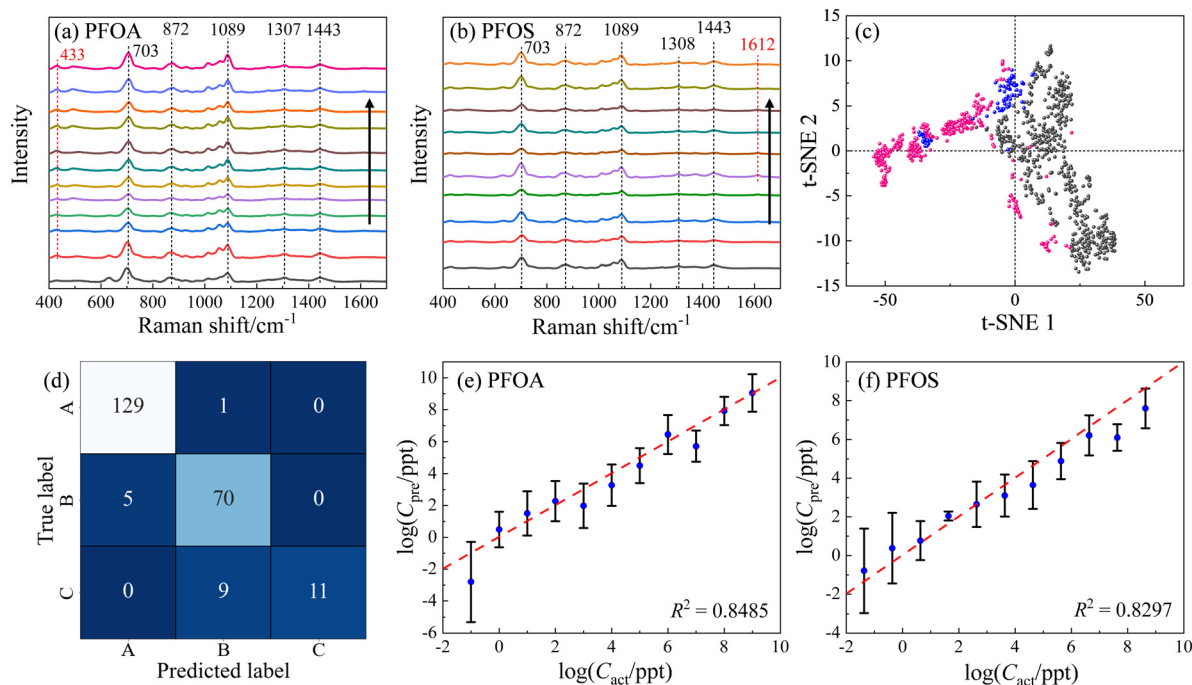 (a) PFOA
433
703
872
1089
1307
1443
Intensity
400 600 800 1000 1200 1400 1600
Raman shift/cm⁻¹
(b) PFOS
703
872
1089
1308
1443
1612
Intensity
400 600 800 1000 1200 1400 1600
Raman shift/cm⁻¹
(c)
15
10
5
0
-5
-10
-15
t-SNE 2
-50 0 50
t-SNE 1
(d)
True label
A
129 1 0
B
5 70 0
C
0 9 11
A B C
Predicted label
(e) PFOA
10
8
6
4
2
0
-2
-4
-6
log(Cpre/ppt)
R² = 0.8485
-2 0 2 4 6 8 10
log(Cact/ppt)
(f) PFOS
10
8
6
4
2
0
-2
-4
log(Cpre/ppt)
R² = 0.8297
-2 0 2 4 6 8 10
log(Cact/ppt)